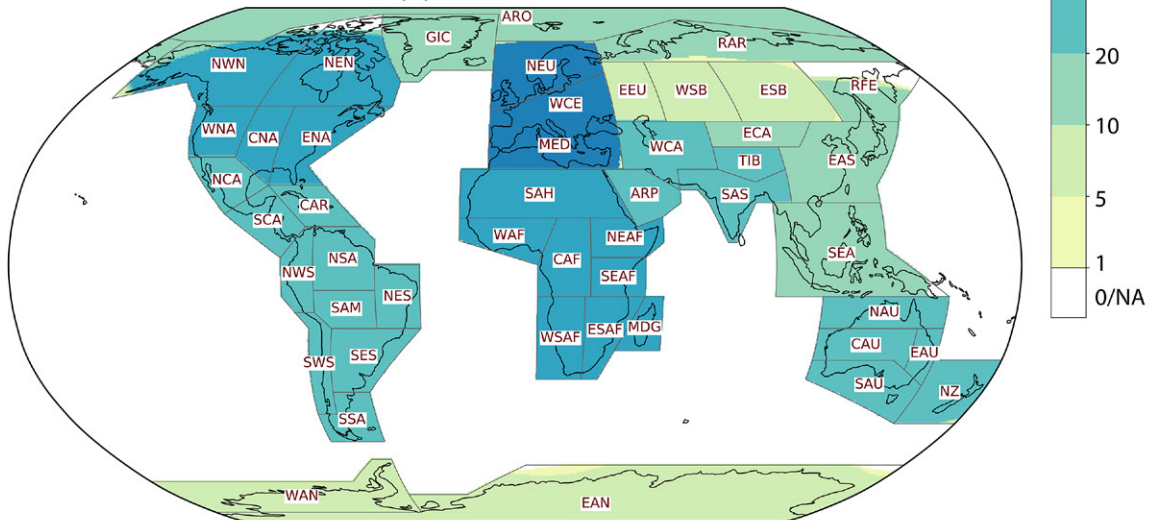 ARO
GIC
RAR
20
NWN
NEN
NEU
EEU
WSB
ESB
RFE
WCE
10
WNA
CNA
ENA
MED
WCA
ECA
TIB
EAS
NCA
SAH
ARP
SAS
5
SCA
CAR
WAF
NEAF
1
NWS
NSA
CAF
SEAF
SEA
0/NA
SAM
NES
NAU
SWS
SES
WSAF
ESAF
MDG
CAU
EAU
SAU
NZ
SSA
WAN
EAN